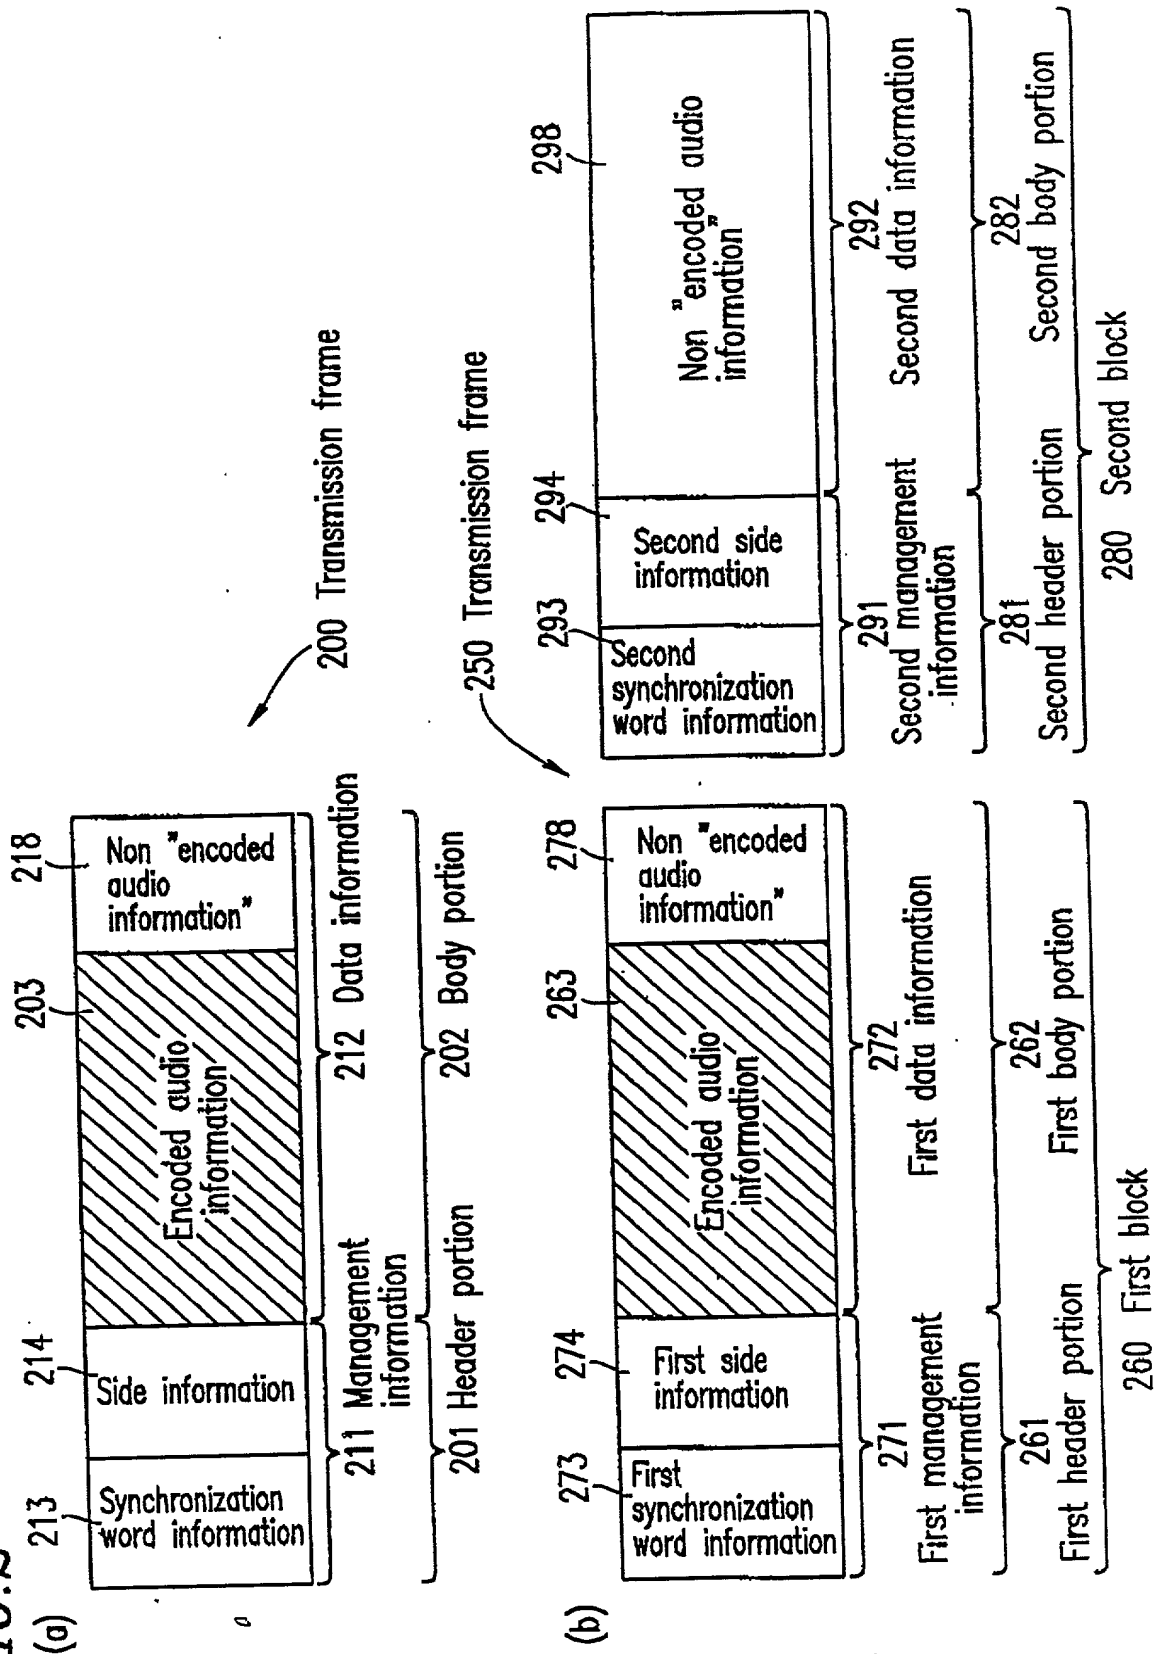 (a)
213
214
203
218
Synchronization
word information
Side information
Encoded audio
information
Non "encoded
audio
information"
211 Management
information
212 Data information
201 Header portion
202 Body portion
200 Transmission frame
(b)
250 Transmission frame
273
274
263
278
First
synchronization
word information
First side
information
Encoded audio
information
Non "encoded
audio
information"
271
First management
information
272
First data information
261
First header portion
262
First body portion
260 First block
293
294
298
Second
synchronization
word information
Second side
information
Non "encoded audio
information"
291
Second management
information
292
Second data information
281
Second header portion
282
Second body portion
280 Second block